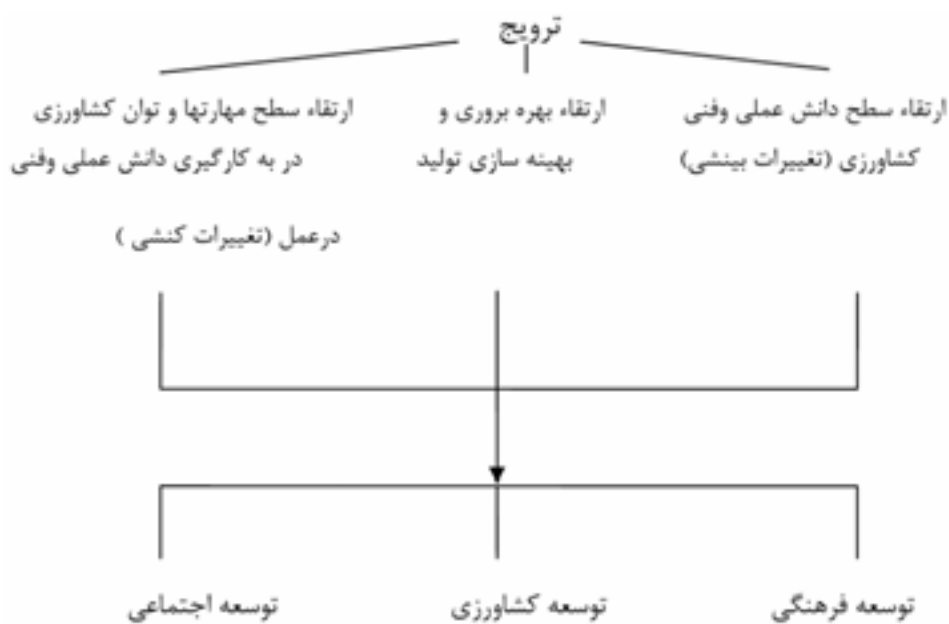 ترویج
ارتقاء سطح دانش عملی وفنی
کشاورزی (تغییرات بینشی)
ارتقاء بهره بروری و
بهینه سازی تولید
ارتقاء سطح مهارتها و توان کشاورزی
در به کارگیری دانش عملی وفنی
درعمل (تغییرات کنشی )
توسعه فرهنگی
توسعه کشاورزی
توسعه اجتماعی